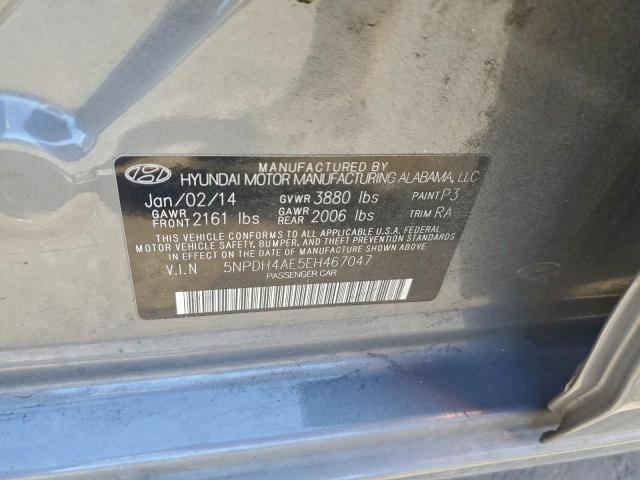 MANUFACTURED BY
HYUNDAI MOTOR MANUFACTURING ALABAMA, LLC
Jan/02/14 GVWR 3880 lbs PAINT P3
GAWR FRONT 2161 lbs GAWR REAR 2006 lbs TRIM RA
THIS VEHICLE CONFORMS TO ALL APPLICABLE U.S.A. FEDERAL
MOTOR VEHICLE SAFETY, BUMPER, AND THEFT PREVENTION STANDARDS
IN EFFECT ON THE DATE OF MANUFACTURE SHOWN ABOVE.
V.I.N 5NPDH4AE5EH467047
PASSENGER CAR